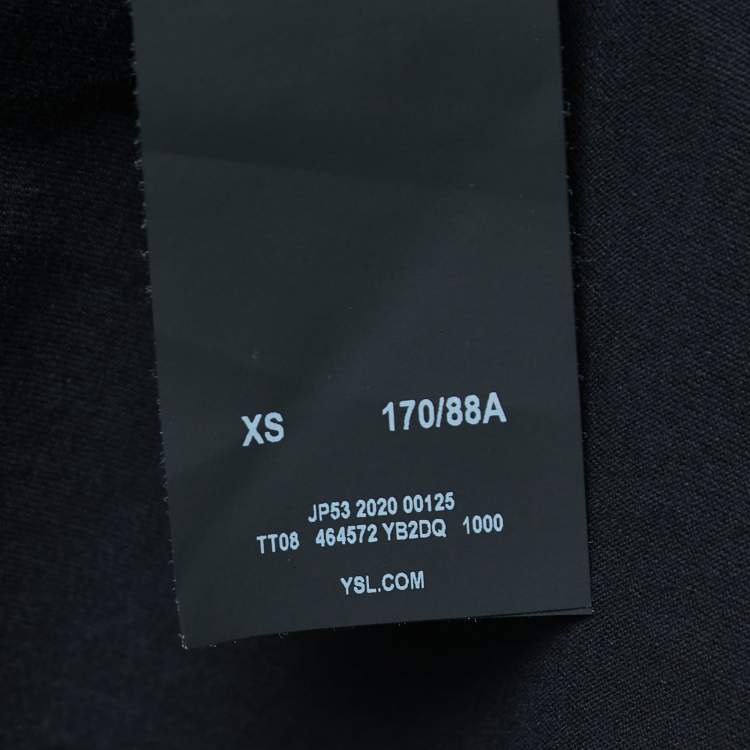 XS 170/88A
JP53 2020 00125
TT08 464572 YB2DQ 1000
YSL.COM